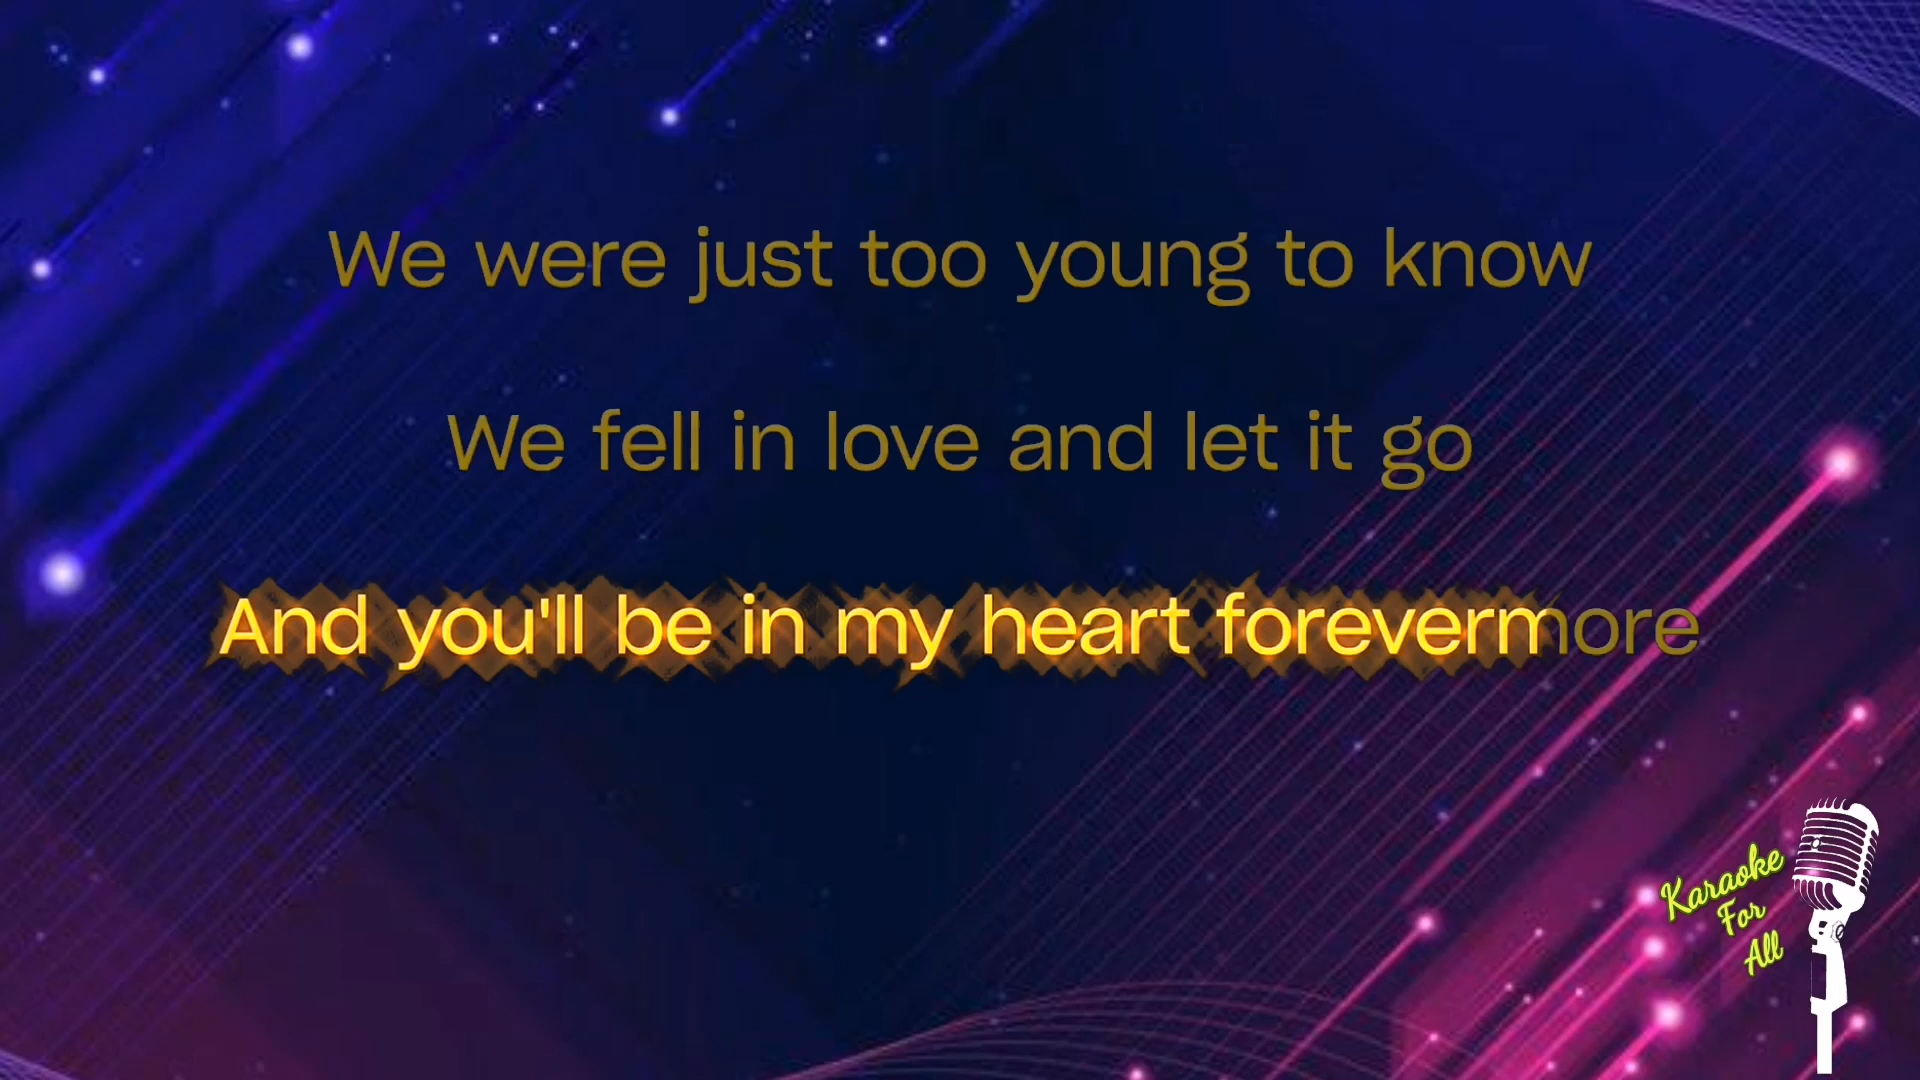 We were just too young to know
We fell in love and let it go
And you'll be in my heart forevermore
Karaoke
For
All